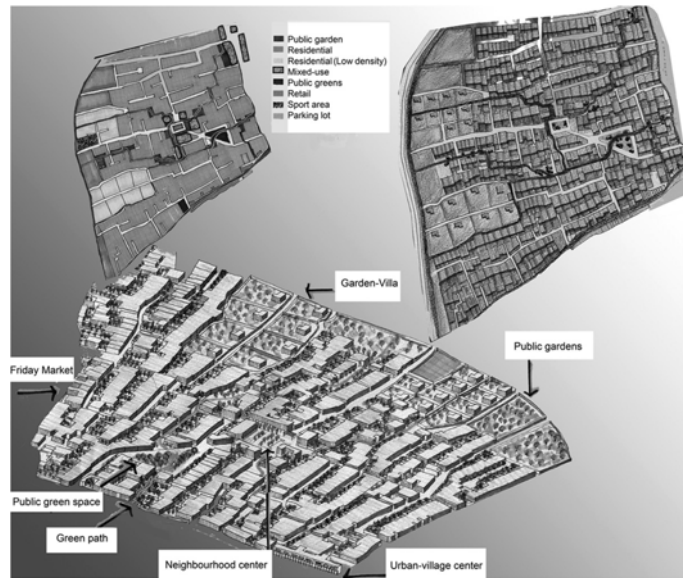 Public garden
Residential
Residential (Low density)
Mixed-use
Public greens
Retail
Sport area
Parking lot
Garden-Villa
Public gardens
Friday Market
Public green space
Green path
Neighbourhood center
Urban-village center